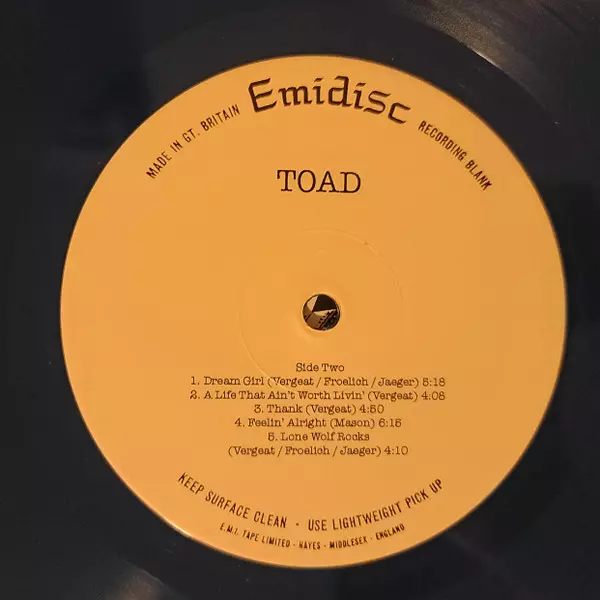 Emidisc
MADE IN GT. BRITAIN
RECORDING BLANK
TOAD
Side Two
1. Dream Girl (Vergeat / Froelich / Jaeger) 5:18
2. A Life That Ain't Worth Livin' (Vergeat) 4:08
3. Thank (Vergeat) 4:50
4. Feelin' Alright (Mason) 6:15
5. Lone Wolf Rocks
(Vergeat / Froelich / Jaeger) 4:10
KEEP SURFACE CLEAN - USE LIGHTWEIGHT PICK UP
E.M.I. TAPE LIMITED - HAYES - MIDDLESEX - ENGLAND